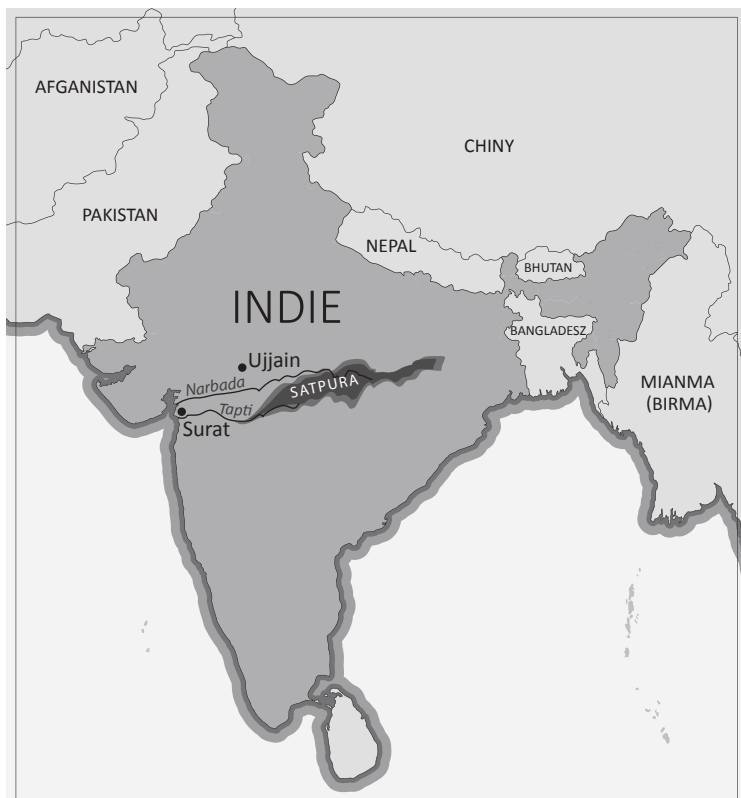 AFGANISTAN
CHINY
PAKISTAN
NEPAL
BHUTAN
INDIE
BANGLADESZ
Ujjain
Narbada
SATPURA
MIANMA
(BIRMA)
Tapti
Surat